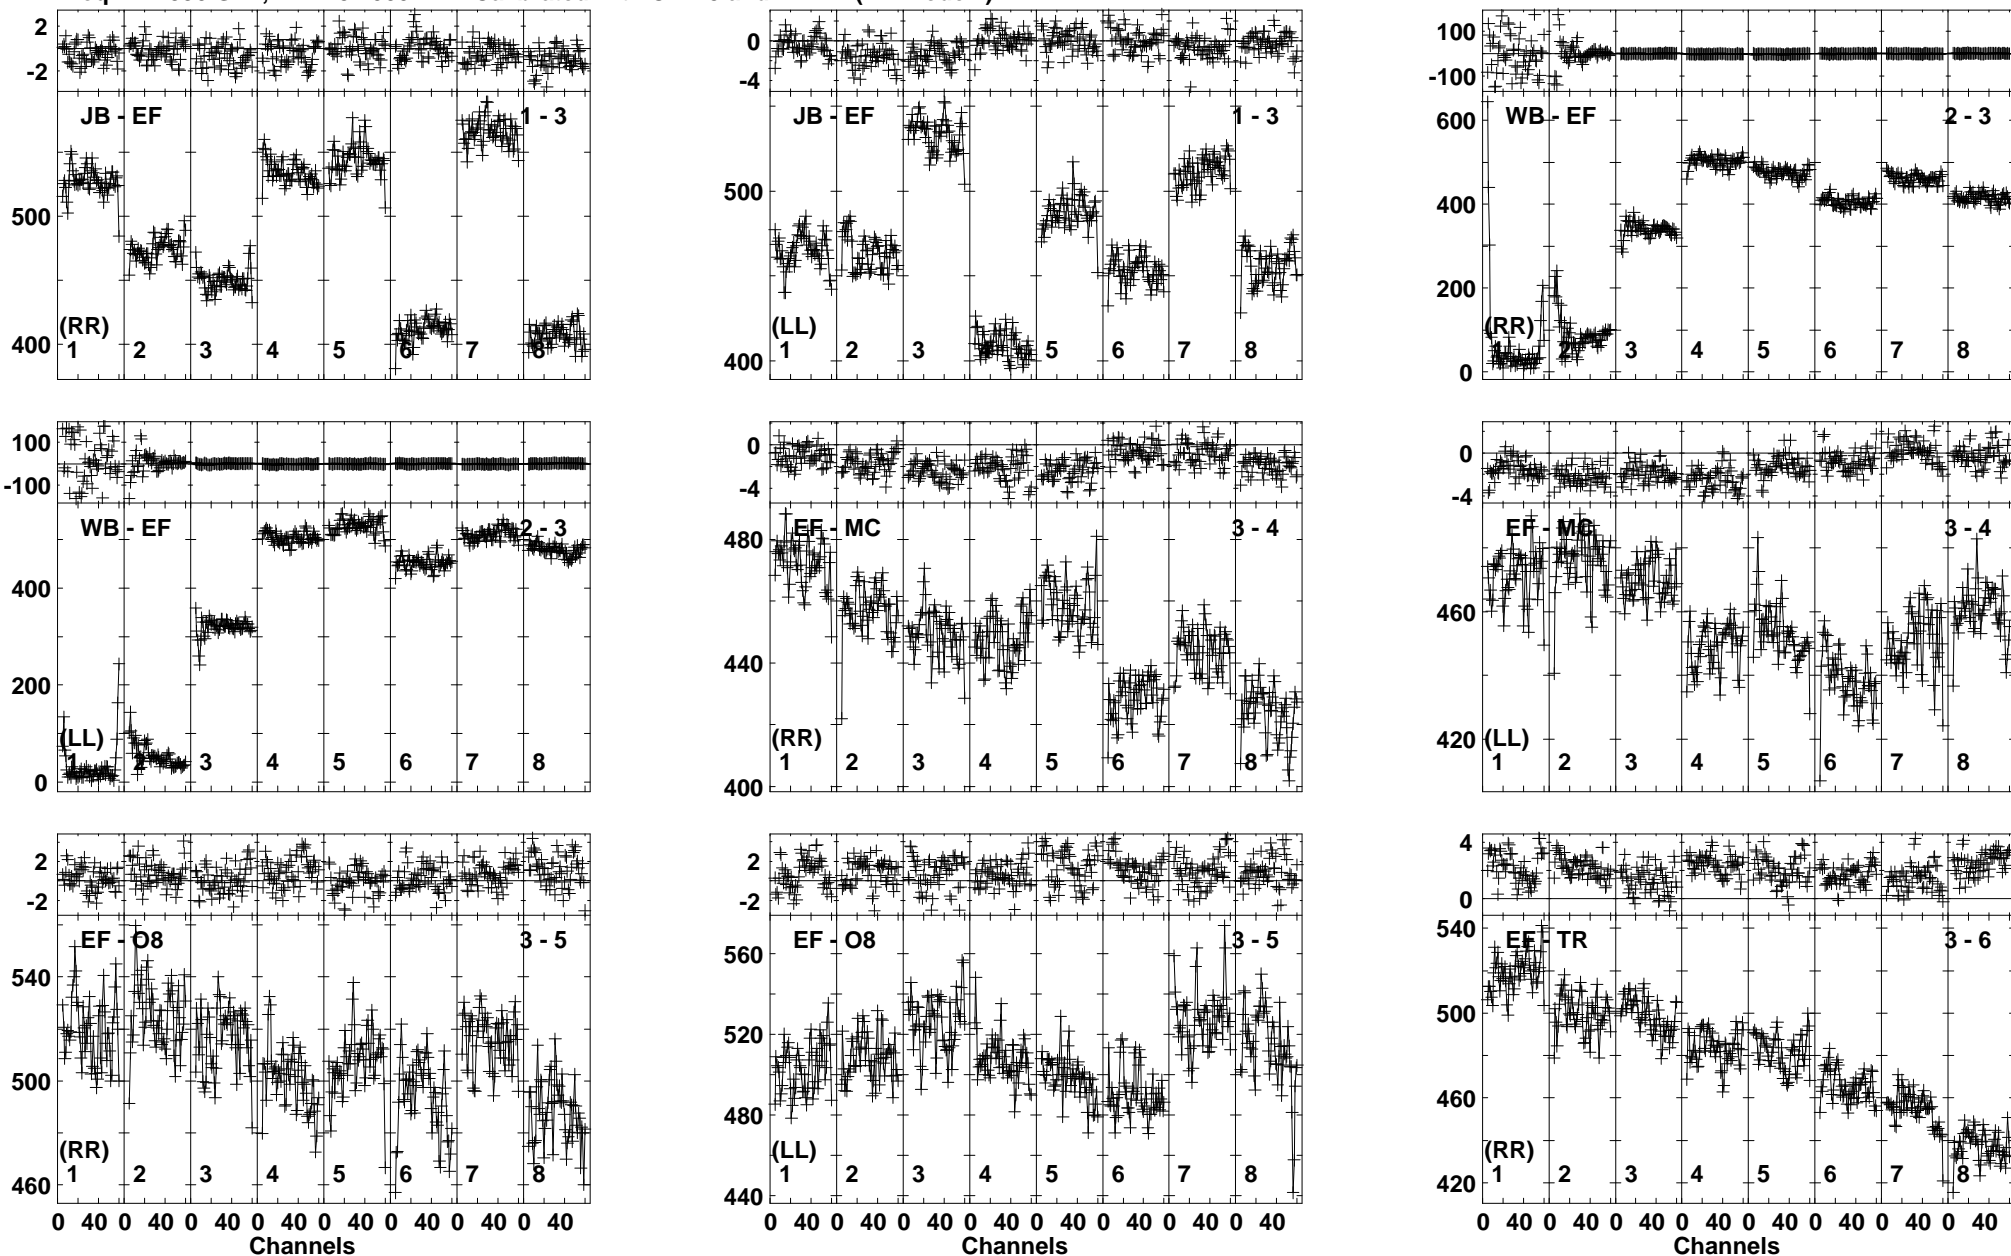 2 -2 0 -4 100 -100
JB - EF 1 - 3 JB - EF 1 - 3 WB - EF 2 - 3
500 400 500 400 600 400 200 0
(RR) (LL) (RR)
1 2 3 4 5 6 7 8 1 2 3 4 5 6 7 8 1 2 3 4 5 6 7 8
100 -100 0 -4 0 -4
WB - EF 2 - 3 EF - MC 3 - 4 EF - MC 3 - 4
400 200 0 480 440 400 460 420
(LL) (RR) (LL)
1 2 3 4 5 6 7 8 1 2 3 4 5 6 7 8 1 2 3 4 5 6 7 8
2 -2 2 -2 4 0
EF - O8 3 - 5 EF - O8 3 - 5 EF - TR 3 - 6
540 500 460 560 520 480 440 540 500 460 420
(RR) (LL) (RR)
1 2 3 4 5 6 7 8 1 2 3 4 5 6 7 8 1 2 3 4 5 6 7 8
0 40 0 40 0 40 0 40 0 40 0 40 0 40 0 40 0 40 0 40 0 40 0 40 0 40 0 40 0 40 0 40 0 40 0 40 0 40 0 40 0 40 0 40 0 40 0 40
Channels Channels Channels